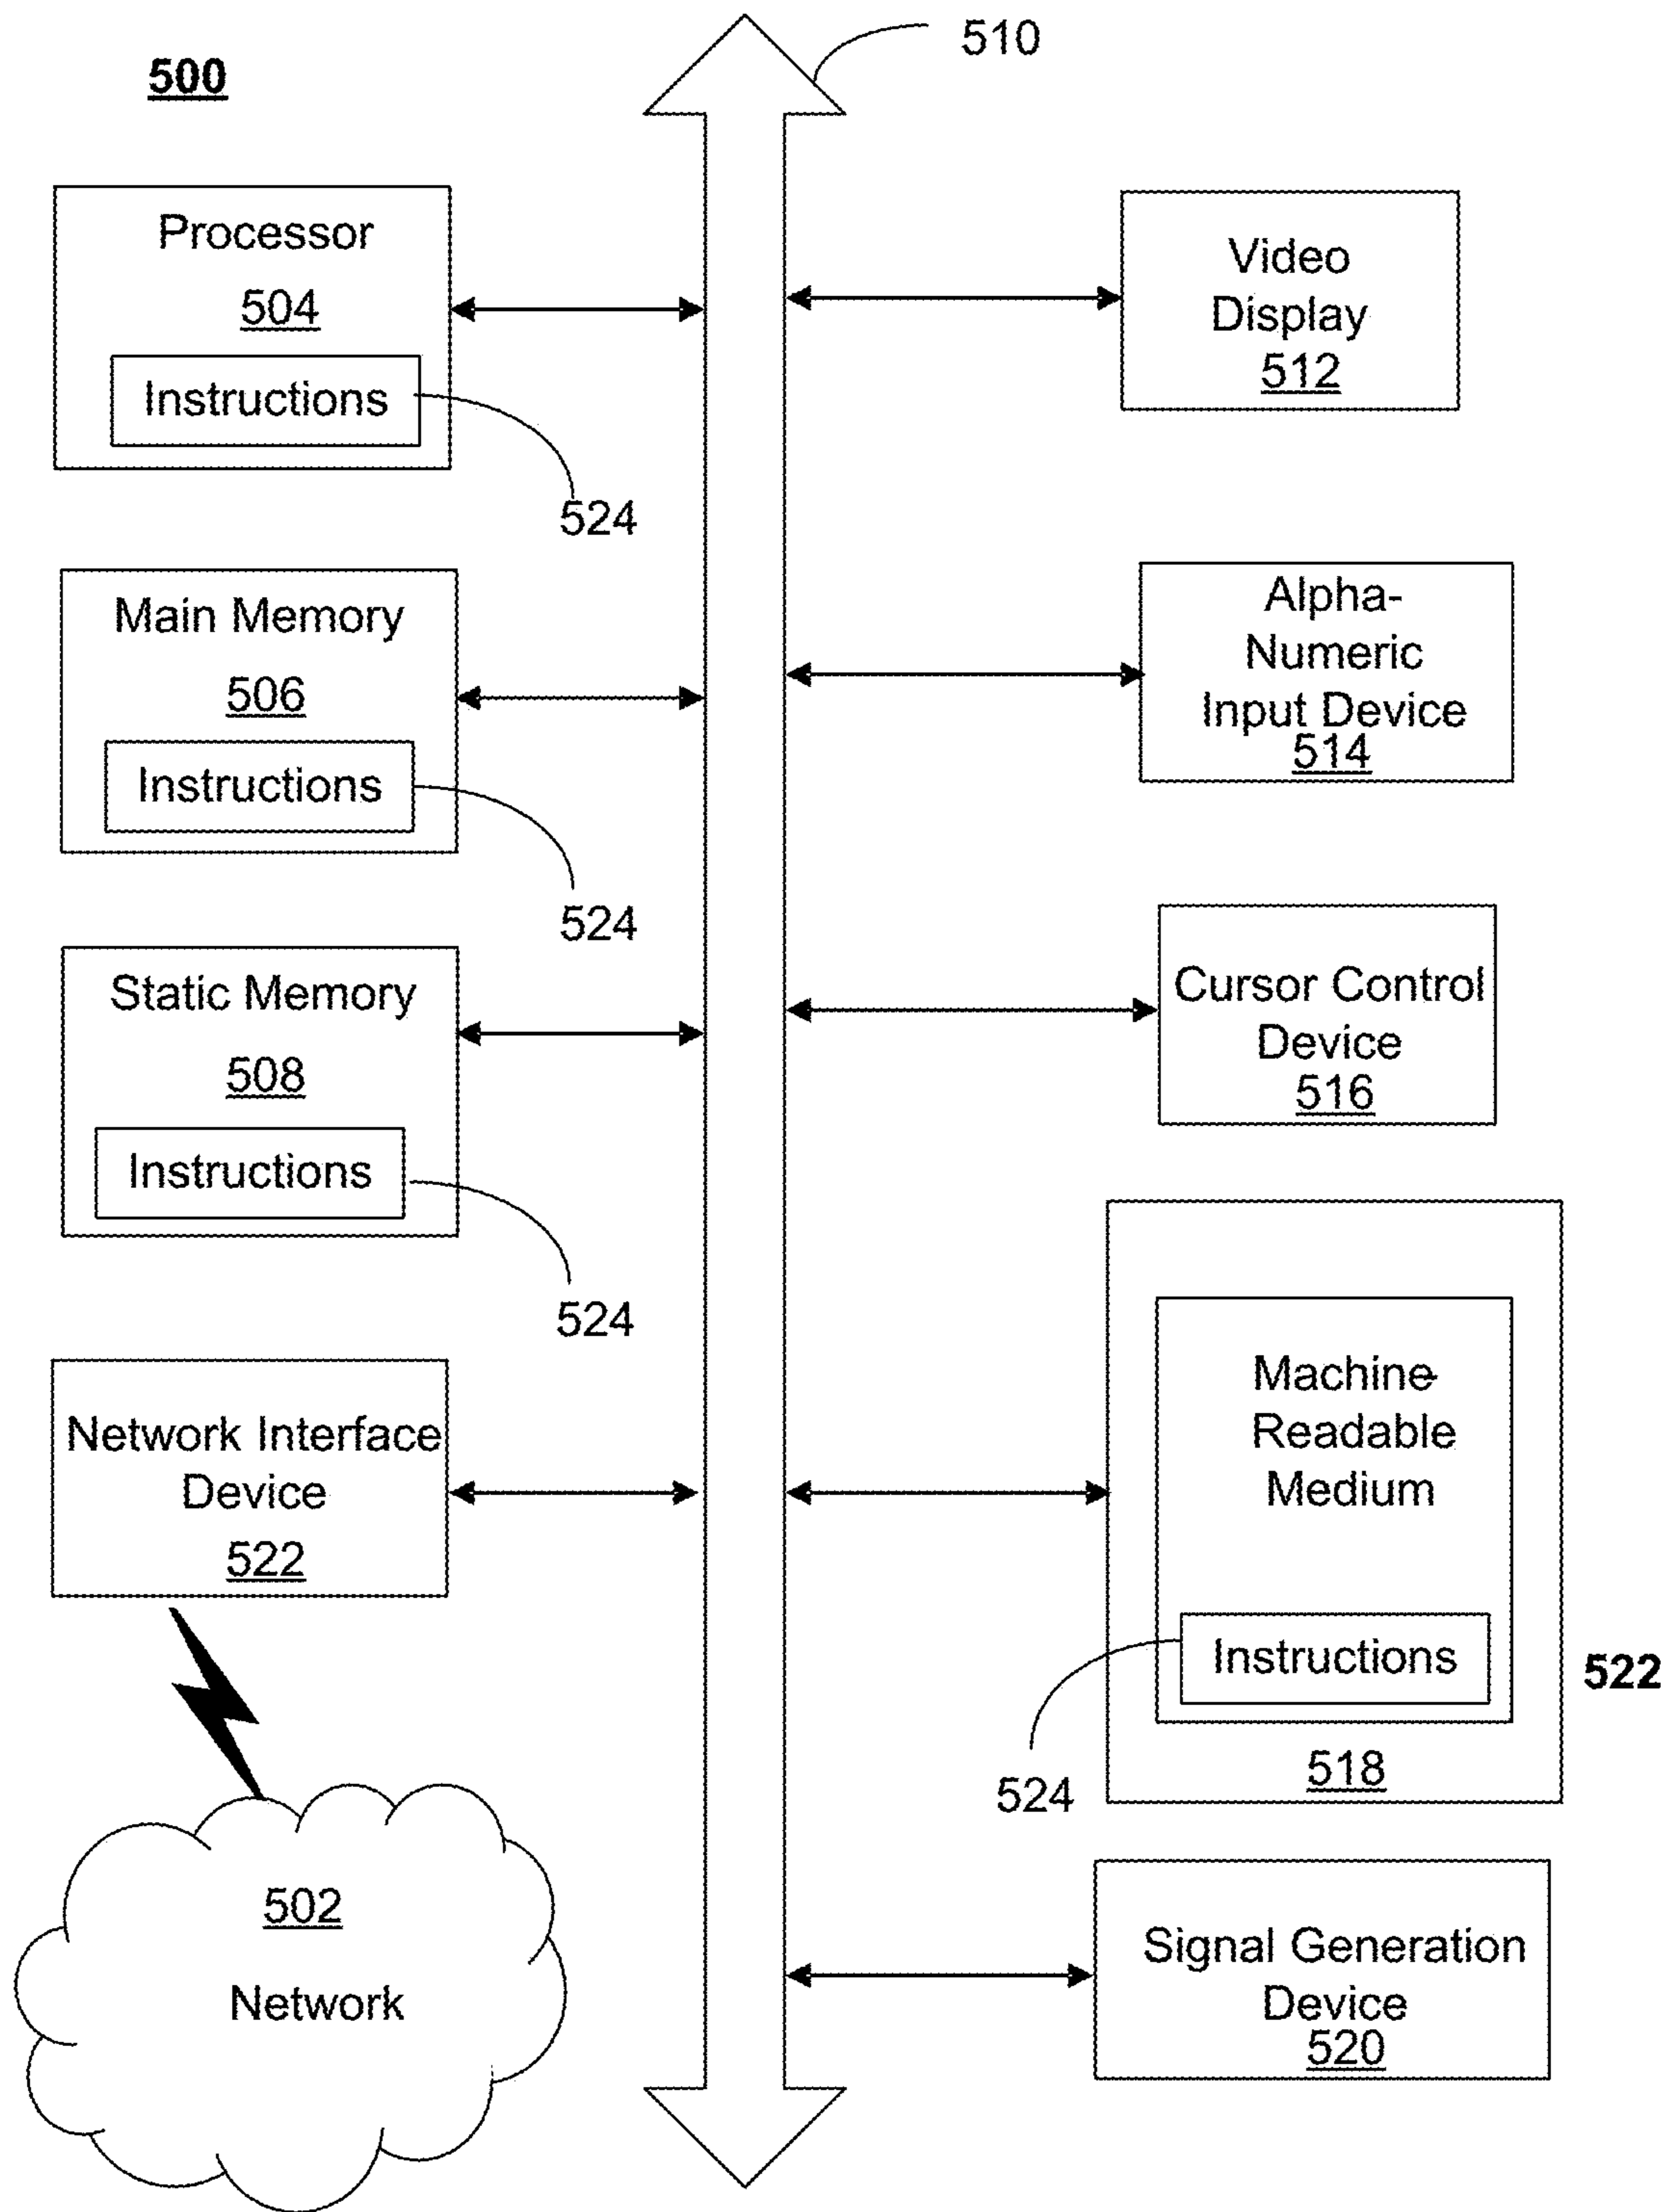 500
510
Processor
504
Instructions
524
Main Memory
506
Instructions
524
Static Memory
508
Instructions
524
Network Interface
Device
522
502
Network
Video
Display
512
Alpha-
Numeric
Input Device
514
Cursor Control
Device
516
Machine-
Readable
Medium
Instructions
522
524
518
Signal Generation
Device
520